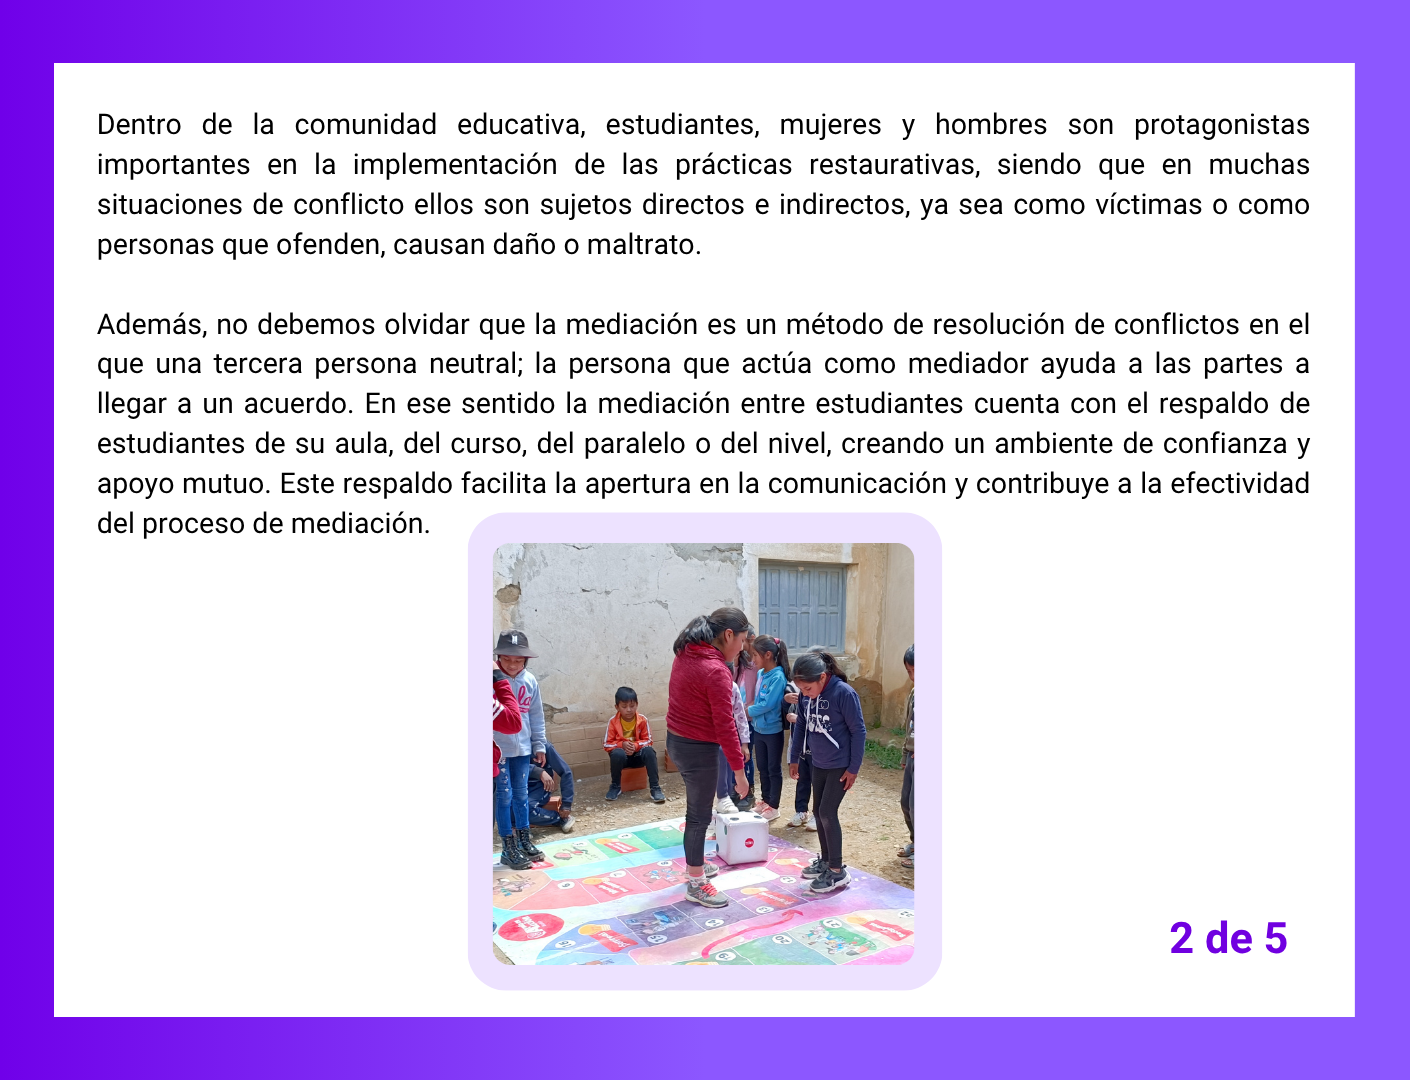 Dentro de la comunidad educativa, estudiantes, mujeres y hombres son protagonistas
importantes en la implementación de las prácticas restaurativas, siendo que en muchas
situaciones de conflicto ellos son sujetos directos e indirectos, ya sea como víctimas o como
personas que ofenden, causan daño o maltrato.
Además, no debemos olvidar que la mediación es un método de resolución de conflictos en el
que una tercera persona neutral; la persona que actúa como mediador ayuda a las partes a
llegar a un acuerdo. En ese sentido la mediación entre estudiantes cuenta con el respaldo de
estudiantes de su aula, del curso, del paralelo o del nivel, creando un ambiente de confianza y
apoyo mutuo. Este respaldo facilita la apertura en la comunicación y contribuye a la efectividad
del proceso de mediación.
2 de 5